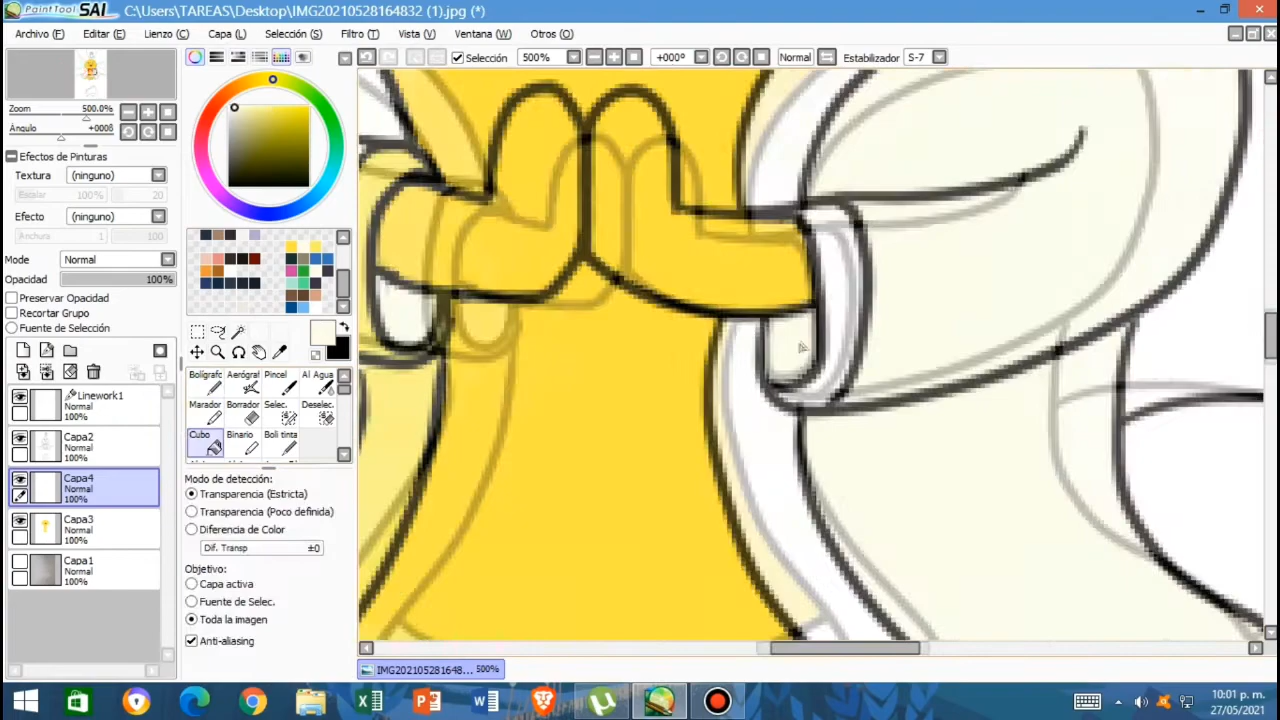 PaintTool SAI C:\Users\TAREAS\Desktop\IMG20210528164832 (1).jpg (*)
Archivo (F) Editar (E) Lienzo (C) Capa (L) Selección (S) Filtro (T) Vista (V) Ventana (W) Otros (O)
Selección 500% +000º Normal Estabilizador S-7
Zoom 500.0%
Ángulo +000ß
Efectos de Pinturas
Textura (ninguno)
Escalar 100% 20
Efecto (ninguno)
Anchura 1 100
Mode Normal
Opacidad 100%
Preservar Opacidad
Recortar Grupo
Fuente de Selección
Linework1
Normal
100%
Capa2
Normal
100%
Capa4
Normal
100%
Capa3
Normal
100%
Capa1
Normal
100%
Bolígrafc Aerógraf Pincel Al Agua
Marador Borrador Selec. Deselec.
Cubo Binario Boli tinta
Modo de detección:
Transparencia (Estricta)
Transparencia (Poco definida)
Diferencia de Color
Dif. Transp ±0
Objetivo:
Capa activa
Fuente de Selec.
Toda la imagen
Anti-aliasing
IMG202105281648... 500%
10:01 p. m.
27/05/2021